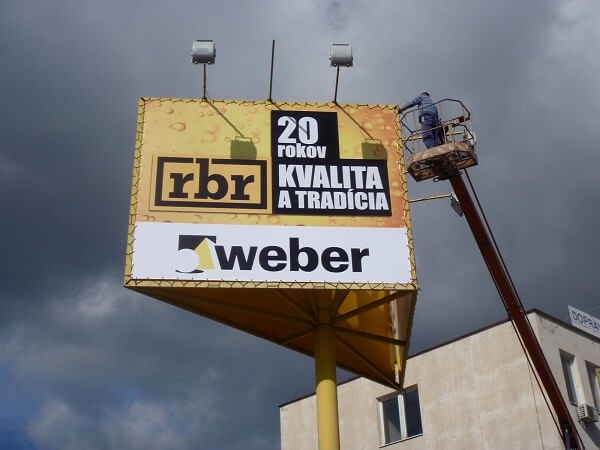 20
rokov
rbr
KVALITA
A TRADÍCIA
weber